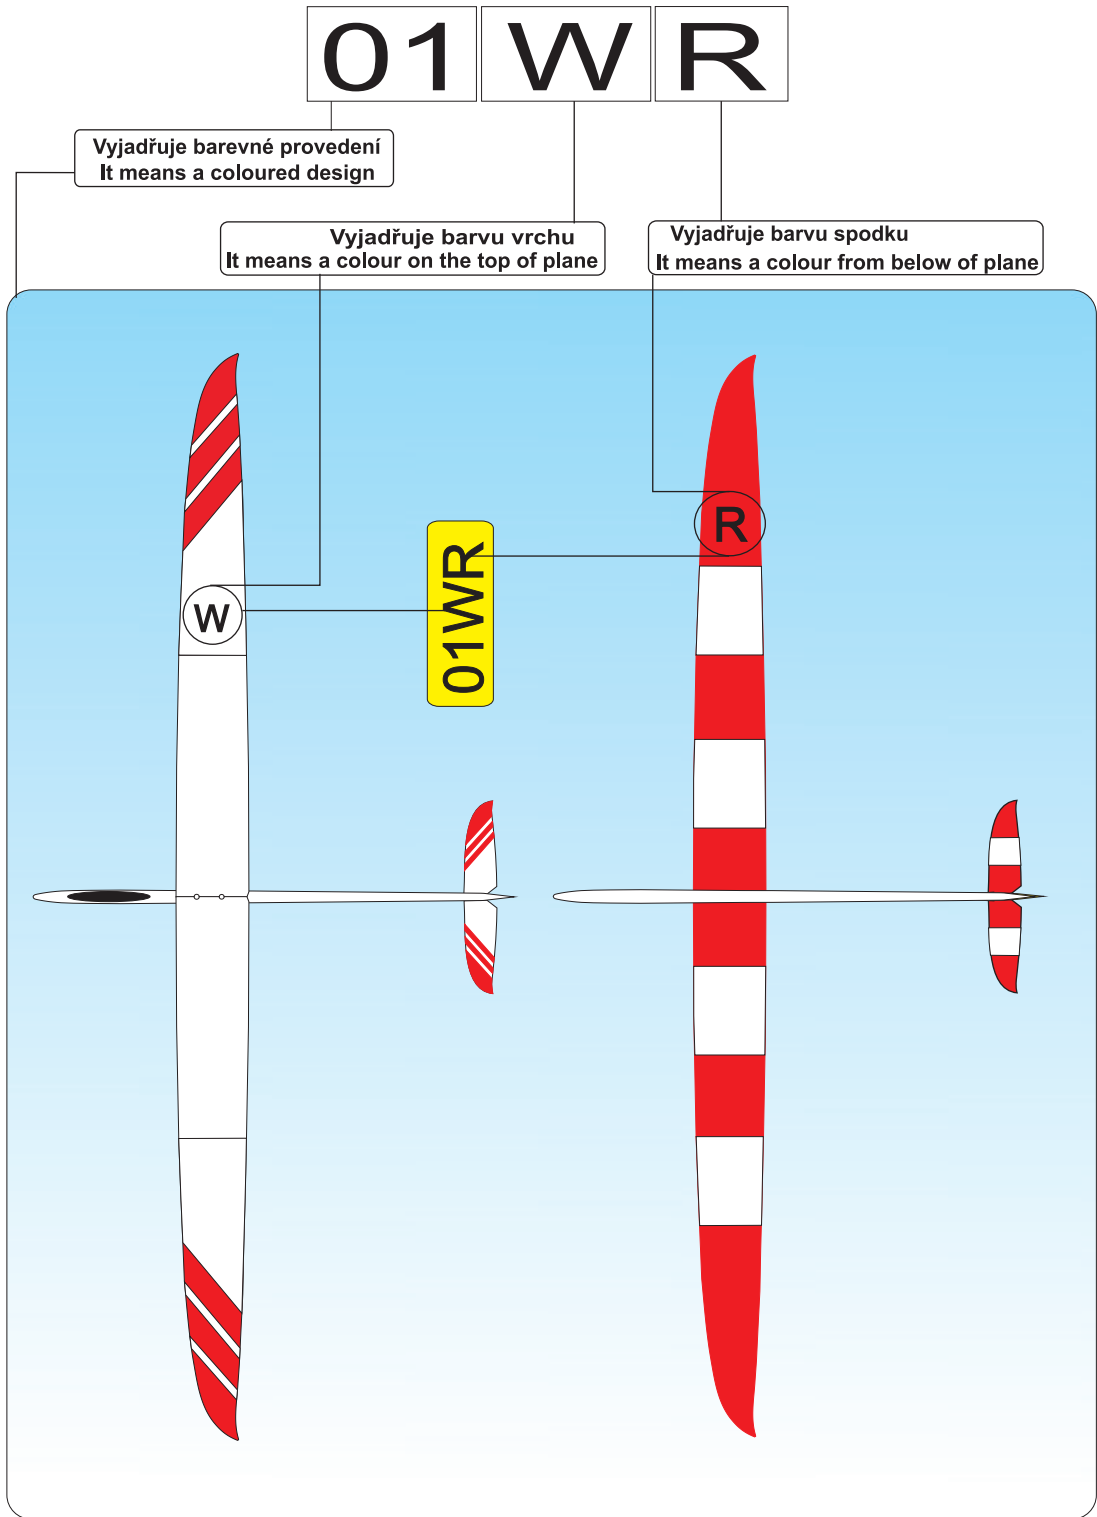 01 W R
Vyjadřuje barevné provedení
It means a coloured design
Vyjadřuje barvu vrchu
It means a colour on the top of plane
Vyjadřuje barvu spodku
It means a colour from below of plane
R
W
01WR